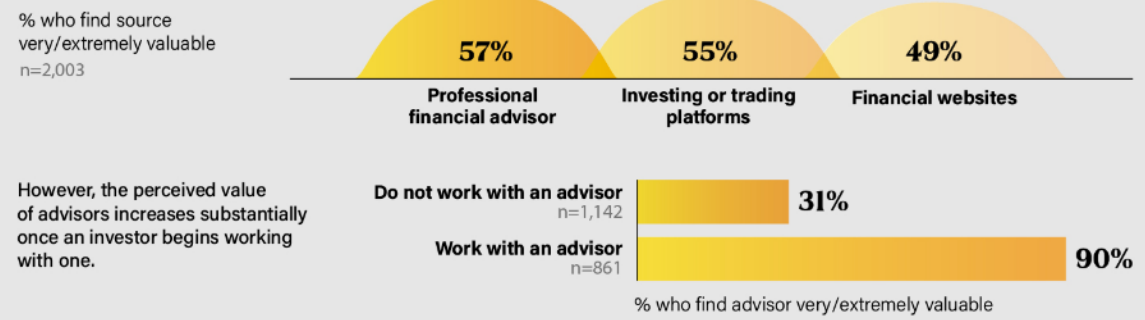 % who find source
very/extremely valuable
n=2,003
57%
55%
49%
Professional
financial advisor
Investing or trading
platforms
Financial websites
However, the perceived value
of advisors increases substantially
once an investor begins working
with one.
Do not work with an advisor
n=1,142
31%
Work with an advisor
n=861
90%
% who find advisor very/extremely valuable